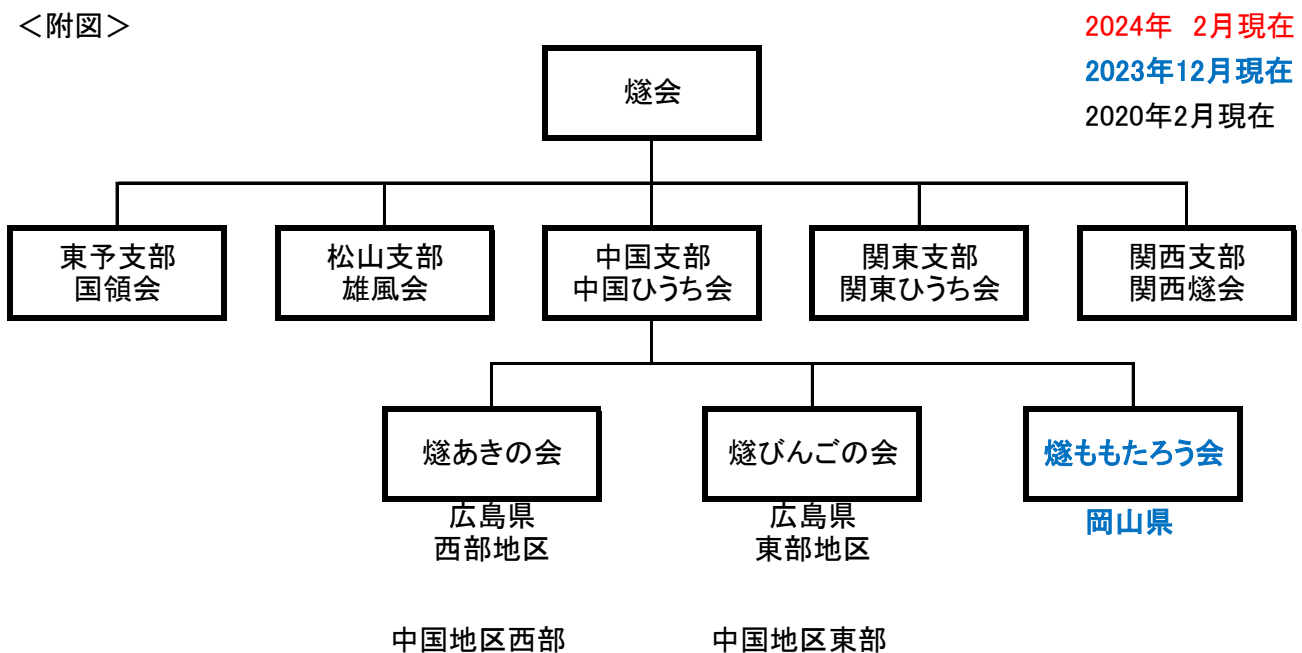 ＜附図＞
2024年 2月現在
2023年12月現在
2020年2月現在
燧会
東予支部
国領会
松山支部
雄風会
中国支部
中国ひうち会
関東支部
関東ひうち会
関西支部
関西燧会
燧あきの会
広島県
西部地区
燧びんごの会
広島県
東部地区
燧ももたろう会
岡山県
中国地区西部
中国地区東部